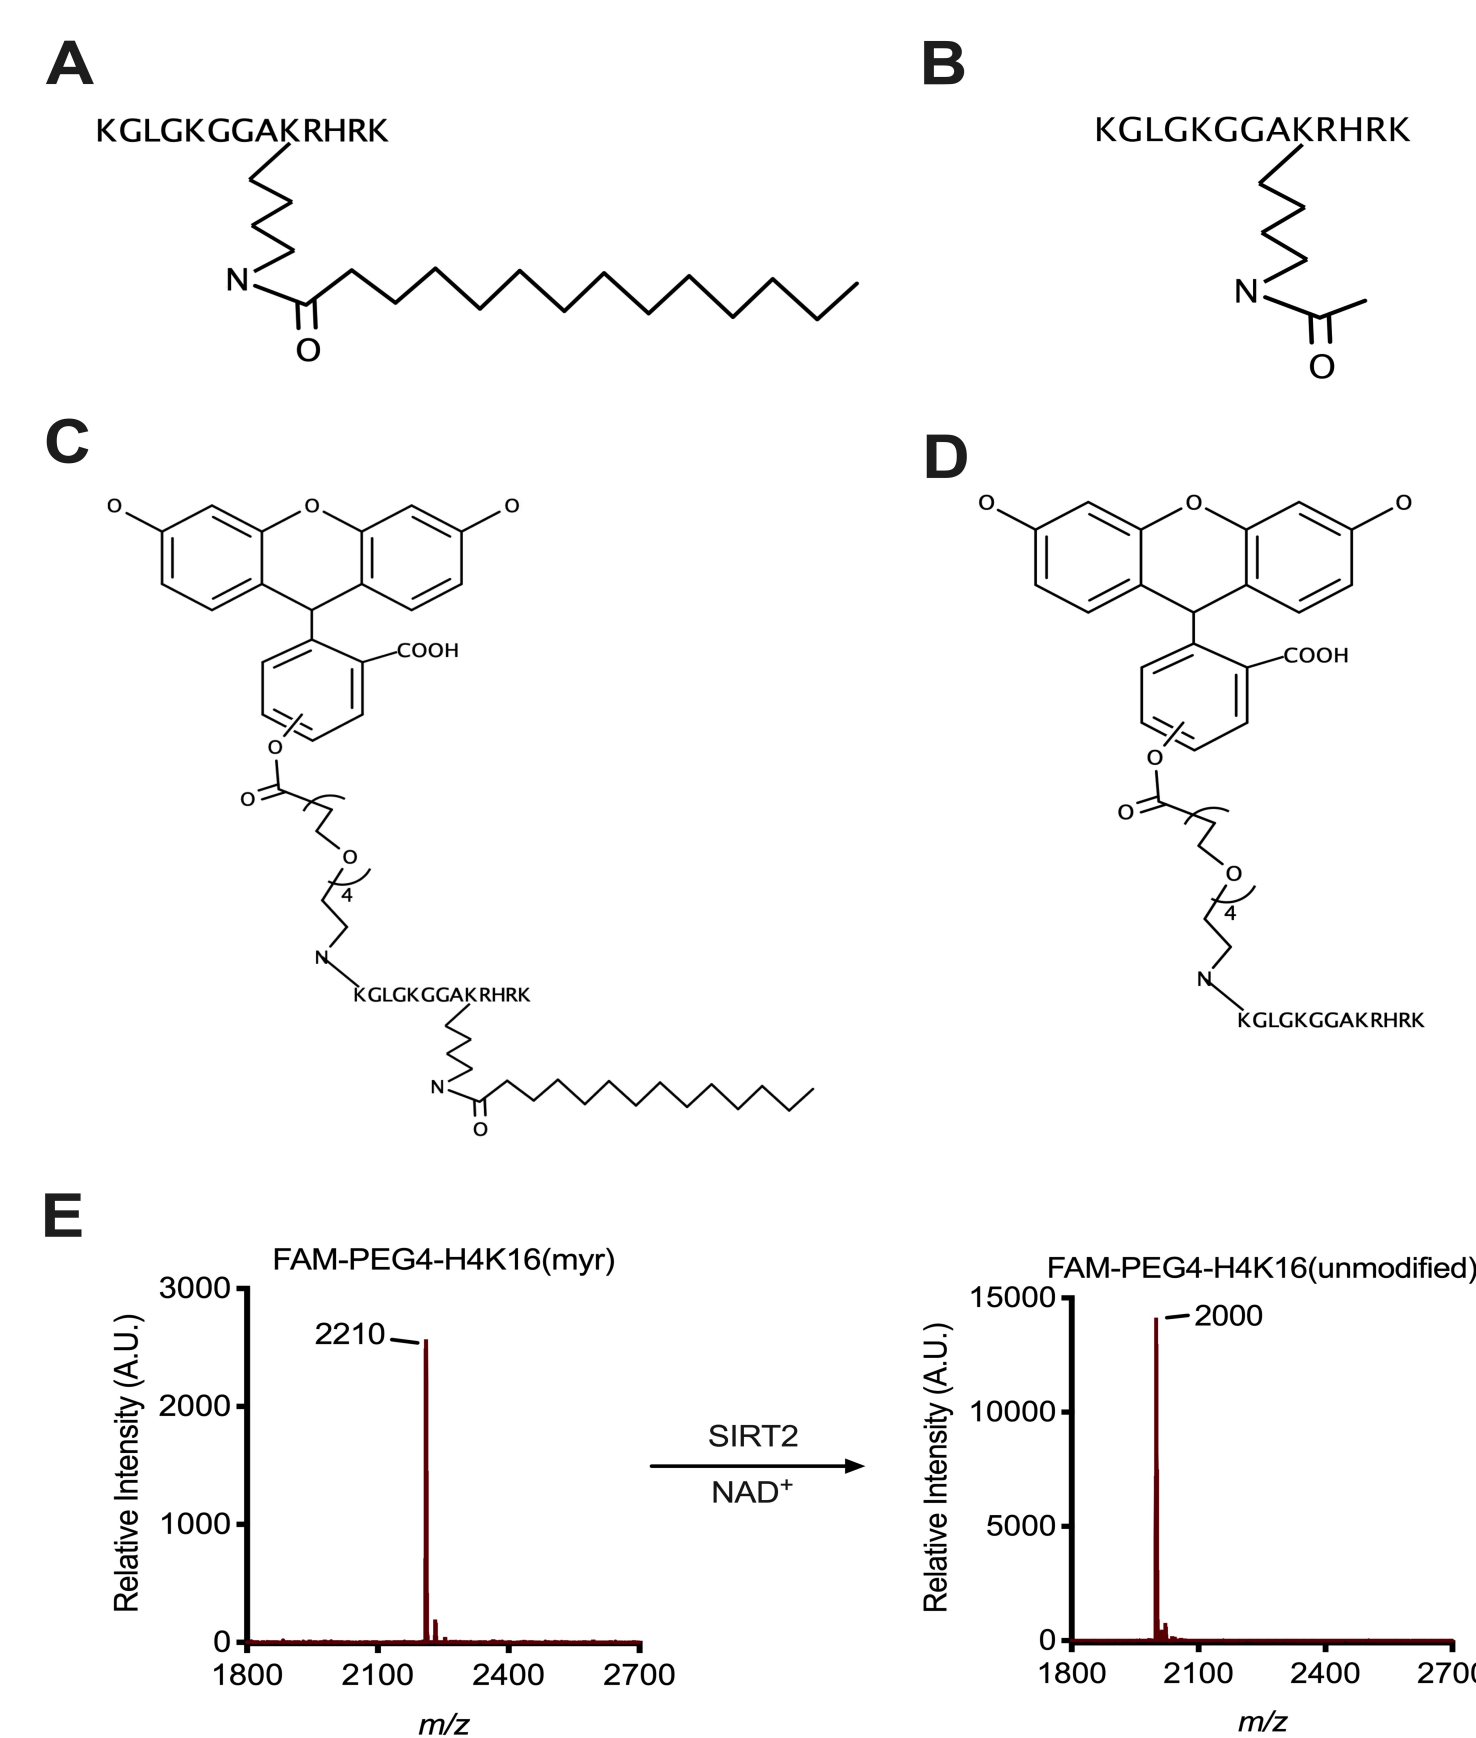 A
B
KGLGKGGAKRHRK
KGLGKGGAKRHRK
N
O
N
O
C
D
O
O
O
COOH
O
O
4
N
KGLGKGGAKRHRK
N
O
O
O
O
O
COOH
O
O
O
4
N
KGLGKGGAKRHRK
E
FAM-PEG4-H4K16(myr)
Relative Intensity (A.U.)
3000
2000
1000
0
2210
1800 2100 2400 2700
m/z
SIRT2
NAD+
FAM-PEG4-H4K16(unmodified)
Relative Intensity (A.U.)
15000
10000
5000
0
2000
1800 2100 2400 270
m/z